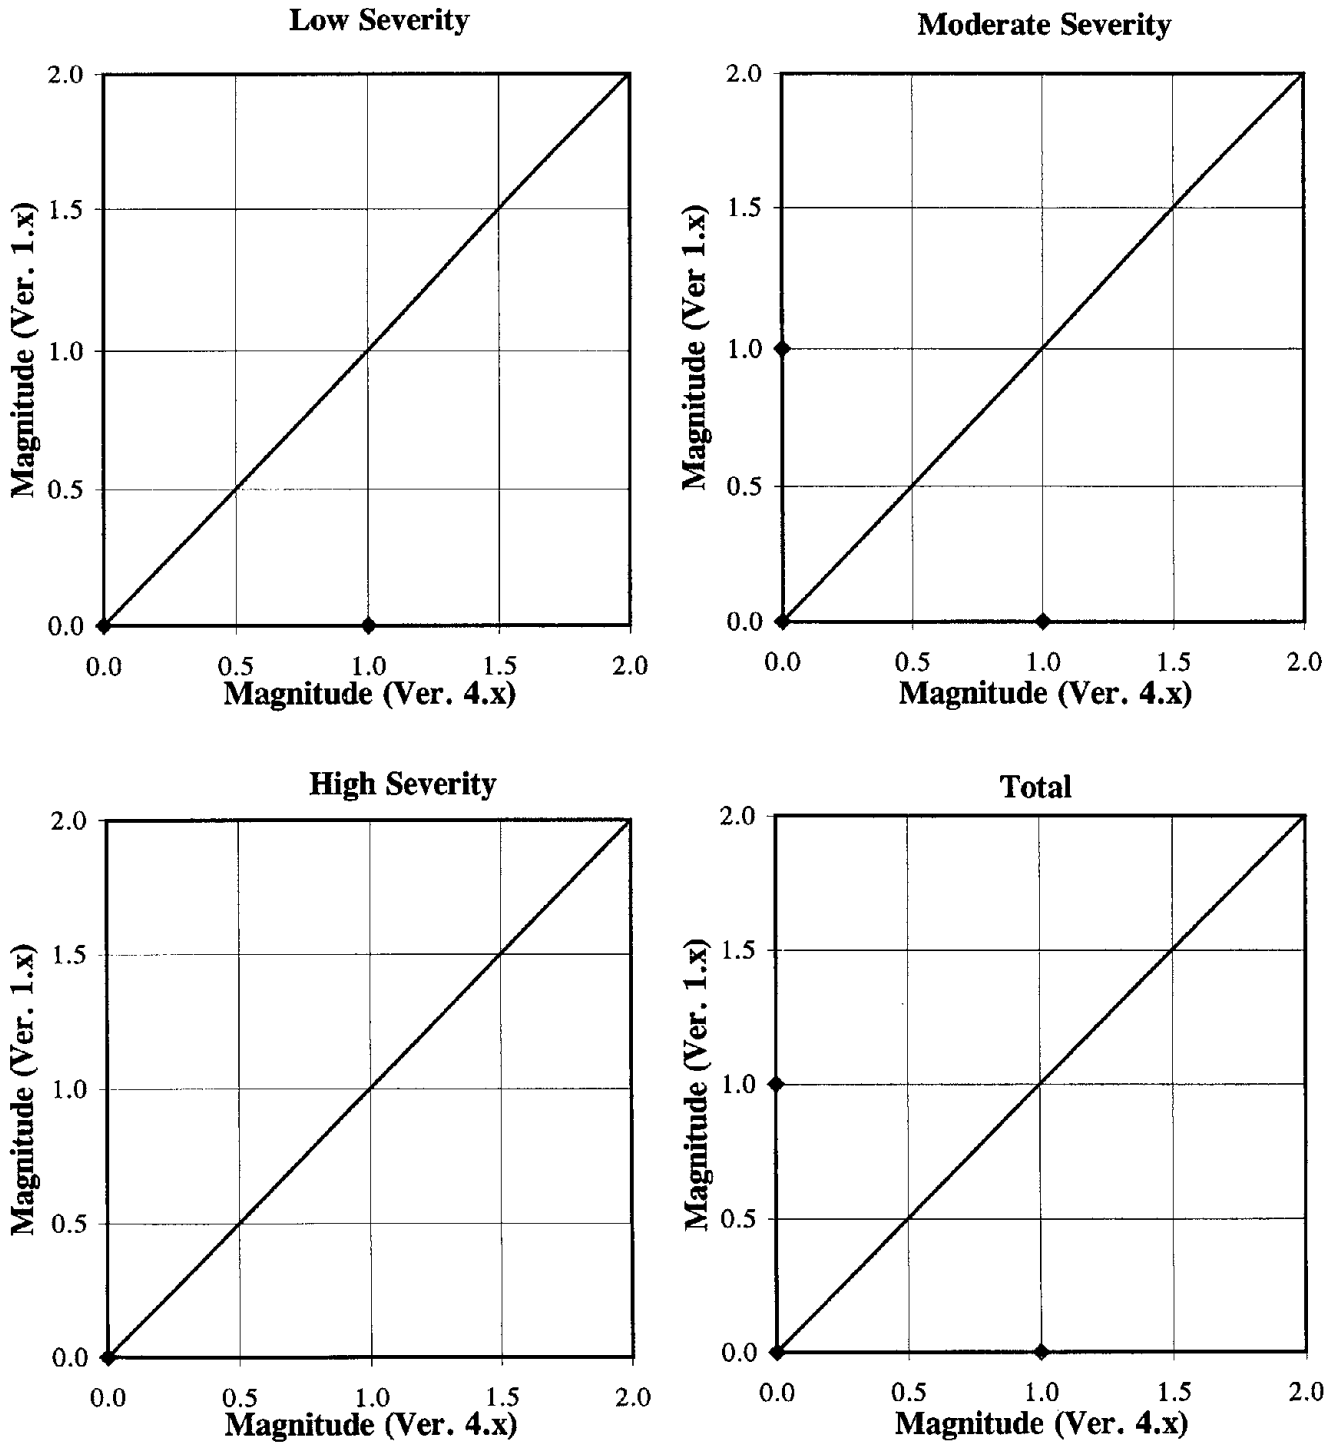 Low Severity
2.0
1.5
1.0
0.5
0.0
0.0 0.5 1.0 1.5 2.0
Magnitude (Ver. 1.x)
Magnitude (Ver. 4.x)
Moderate Severity
2.0
1.5
1.0
0.5
0.0
0.0 0.5 1.0 1.5 2.0
Magnitude (Ver 1.x)
Magnitude (Ver. 4.x)
High Severity
2.0
1.5
1.0
0.5
0.0
0.0 0.5 1.0 1.5 2.0
Magnitude (Ver. 1.x)
Magnitude (Ver. 4.x)
Total
2.0
1.5
1.0
0.5
0.0
0.0 0.5 1.0 1.5 2.0
Magnitude (Ver. 1.x)
Magnitude (Ver. 4.x)